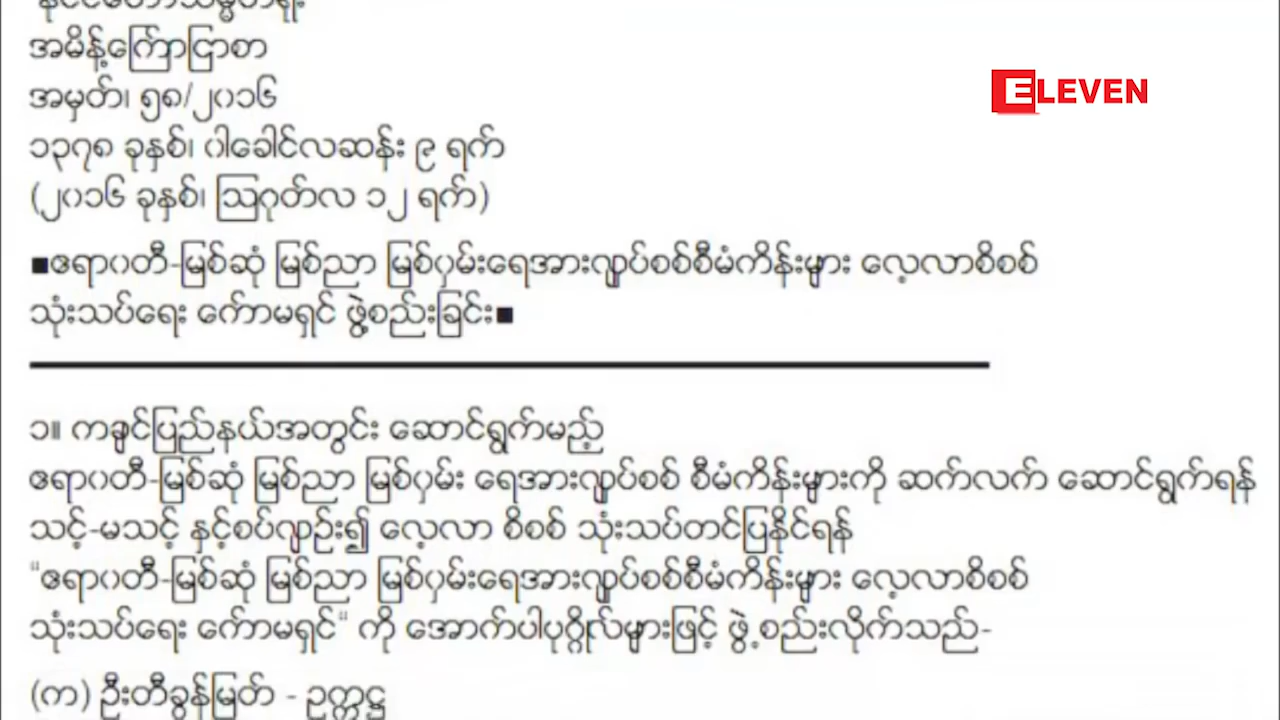 အမိန့်ကြော်ငြာစာ
အမှတ်၊ ၅၈/၂၀၁၆
ELEVEN
၁၃၇၈ ခုနှစ်၊ ဝါခေါင်လဆန်း ၉ ရက်
(၂၀၁၆ ခုနှစ်၊ ဩဂုတ်လ ၁၂ ရက်)
■ဧရာဝတီ-မြစ်ဆုံ မြစ်ညာ မြစ်ဝှမ်းရေအားလျှပ်စစ်စီမံကိန်းများ လေ့လာစိစစ်
သုံးသပ်ရေး ကော်မရှင် ဖွဲ့စည်းခြင်း■
၁။ ကချင်ပြည်နယ်အတွင်း ဆောင်ရွက်မည့်
ဧရာဝတီ-မြစ်ဆုံ မြစ်ညာ မြစ်ဝှမ်း ရေအားလျှပ်စစ် စီမံကိန်းများကို ဆက်လက် ဆောင်ရွက်ရန်
သင့်-မသင့် နှင့်စပ်လျဉ်း၍ လေ့လာ စိစစ် သုံးသပ်တင်ပြနိုင်ရန်
"ဧရာဝတီ-မြစ်ဆုံ မြစ်ညာ မြစ်ဝှမ်းရေအားလျှပ်စစ်စီမံကိန်းများ လေ့လာစိစစ်
သုံးသပ်ရေး ကော်မရှင်" ကို အောက်ပါပုဂ္ဂိုလ်များဖြင့် ဖွဲ့စည်းလိုက်သည်-
(က) ဦးတီခွန်မြတ် - ဥက္ကဋ္ဌ